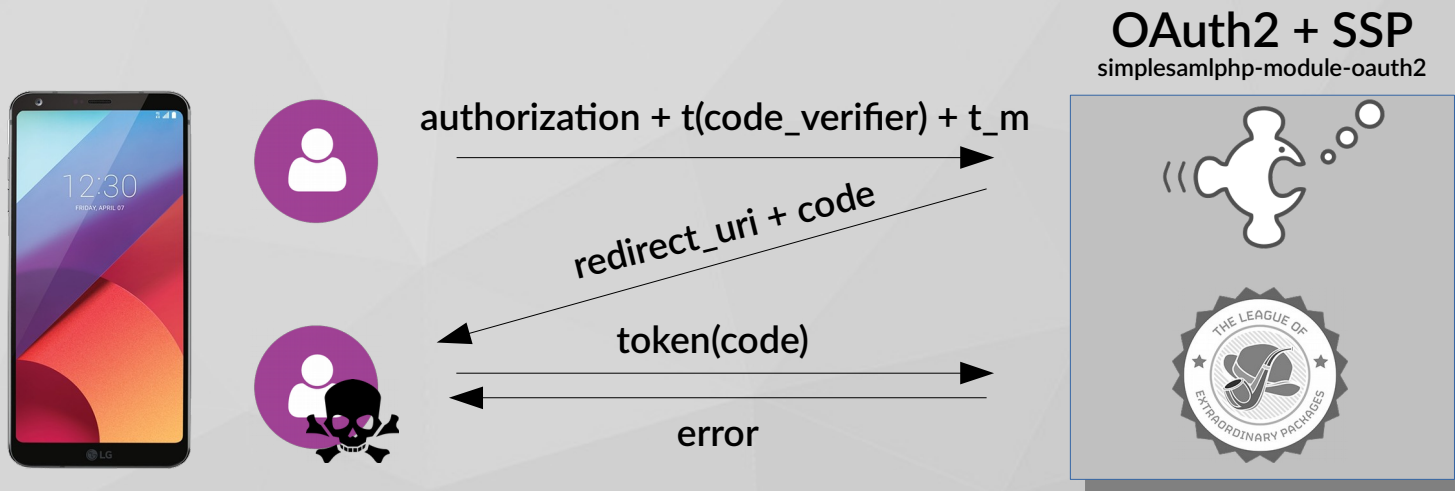 OAuth2 + SSP
simplesamlphp-module-oauth2
12:30
FRIDAY, APRIL 07
LG
authorization + t(code_verifier) + t_m
redirect_uri + code
token(code)
error
THE LEAGUE OF
EXTRAORDINARY PACKAGES